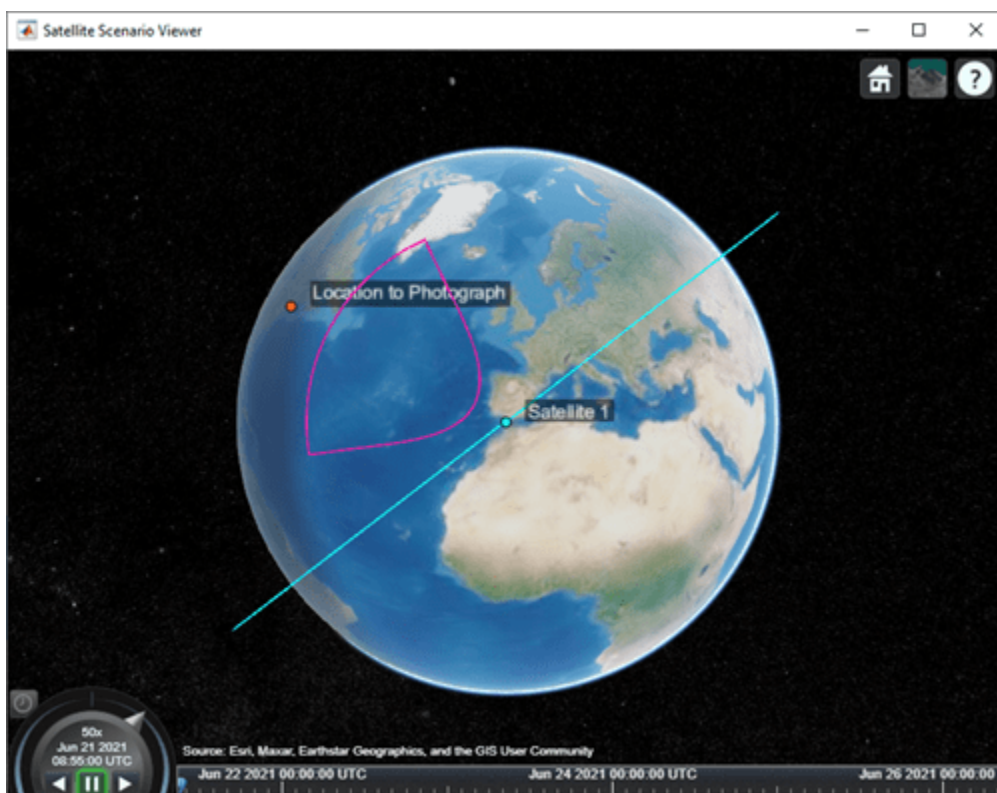 Satellite Scenario Viewer
?
Location to Photograph
Satellite 1
50x
Jun 21 2021
08:55:00 UTC
Source: Esri, Maxar, Earthstar Geographics, and the GIS User Community
Jun 22 2021 00:00:00 UTC Jun 24 2021 00:00:00 UTC Jun 26 2021 00:00:00